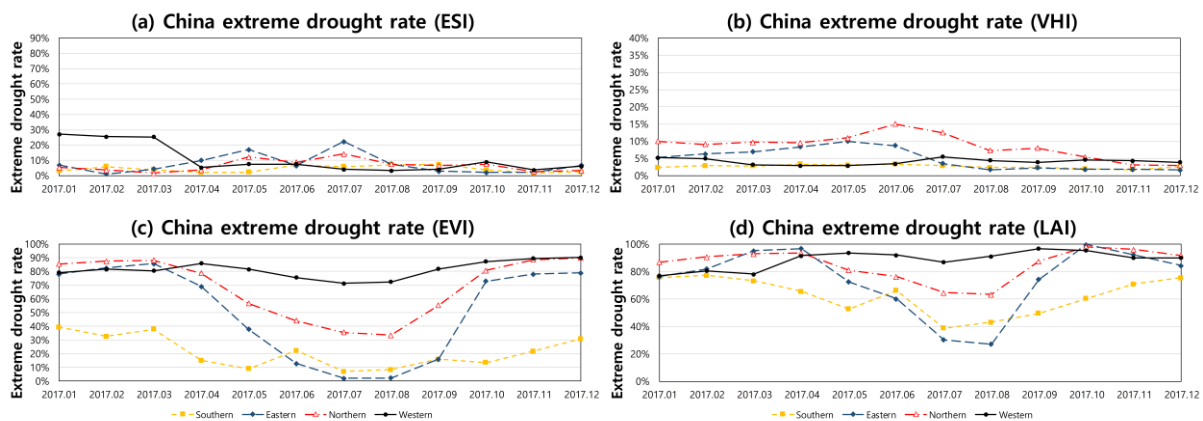 (a) China extreme drought rate (ESI)
Extreme drought rate
90%
80%
70%
60%
50%
40%
30%
20%
10%
0%
2017.01 2017.02 2017.03 2017.04 2017.05 2017.06 2017.07 2017.08 2017.09 2017.10 2017.11 2017.12
(b) China extreme drought rate (VHI)
Extreme drought rate
40%
35%
30%
25%
20%
15%
10%
5%
0%
2017.01 2017.02 2017.03 2017.04 2017.05 2017.06 2017.07 2017.08 2017.09 2017.10 2017.11 2017.12
(c) China extreme drought rate (EVI)
Extreme drought rate
100%
90%
80%
70%
60%
50%
40%
30%
20%
10%
0%
2017.01 2017.02 2017.03 2017.04 2017.05 2017.06 2017.07 2017.08 2017.09 2017.10 2017.11 2017.12
Southern Eastern Northern Western
(d) China extreme drought rate (LAI)
Extreme drought rate
100%
90%
80%
70%
60%
50%
40%
30%
20%
10%
0%
2017.01 2017.02 2017.03 2017.04 2017.05 2017.06 2017.07 2017.08 2017.09 2017.10 2017.11 2017.12
Southern Eastern Northern Western